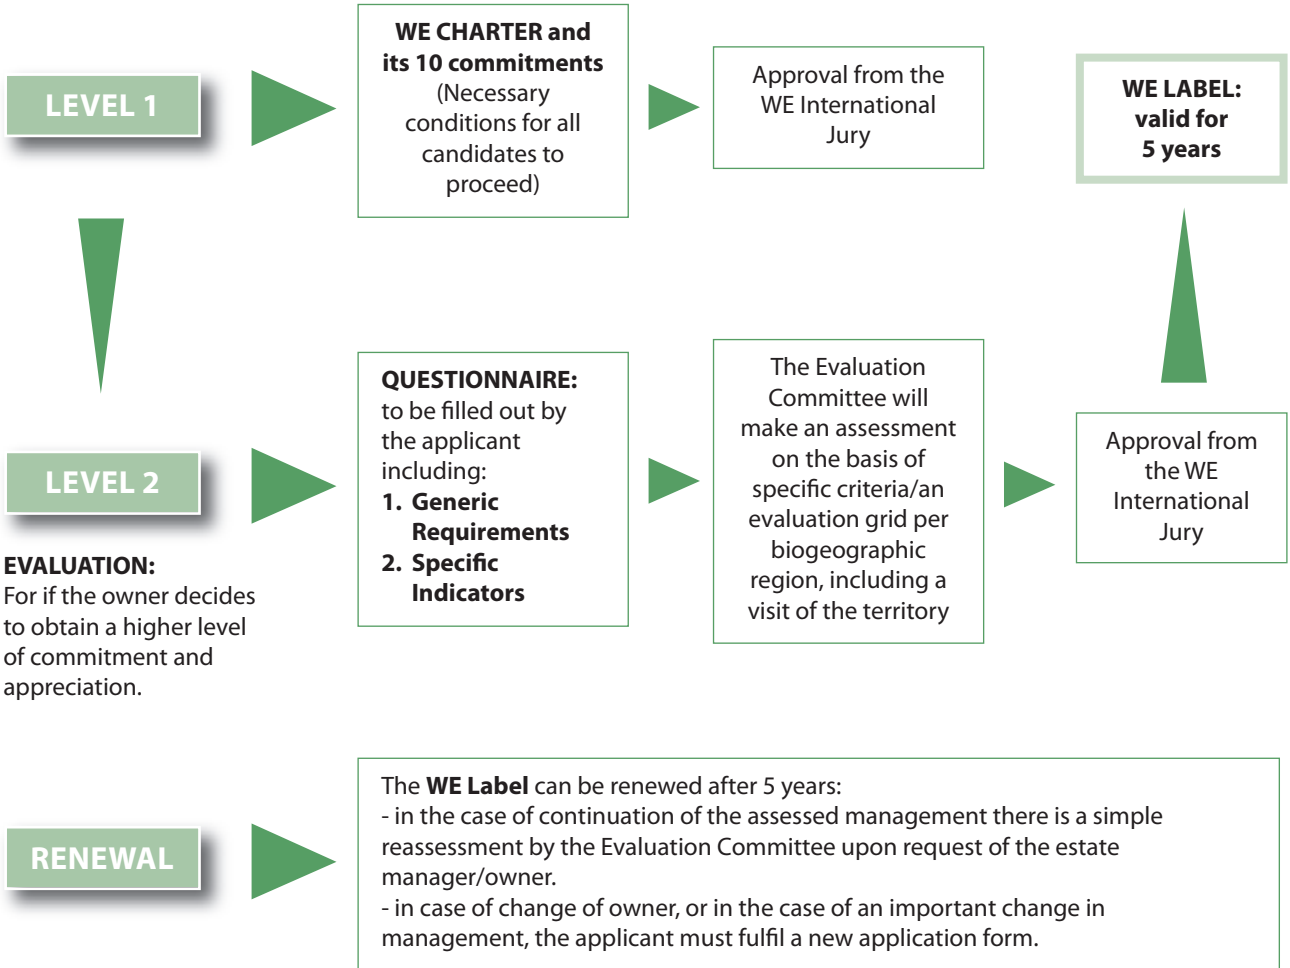 LEVEL 1
WE CHARTER and
its 10 commitments
(Necessary
conditions for all
candidates to
proceed)
Approval from the
WE International
Jury
WE LABEL:
valid for
5 years
LEVEL 2
EVALUATION:
For if the owner decides
to obtain a higher level
of commitment and
appreciation.
QUESTIONNAIRE:
to be filled out by
the applicant
including:
1. Generic
Requirements
2. Specific
Indicators
The Evaluation
Committee will
make an assessment
on the basis of
specific criteria/an
evaluation grid per
biogeographic
region, including a
visit of the territory
Approval from
the WE
International
Jury
RENEWAL
The WE Label can be renewed after 5 years:
- in the case of continuation of the assessed management there is a simple
reassessment by the Evaluation Committee upon request of the estate
manager/owner.
- in case of change of owner, or in the case of an important change in
management, the applicant must fulfil a new application form.